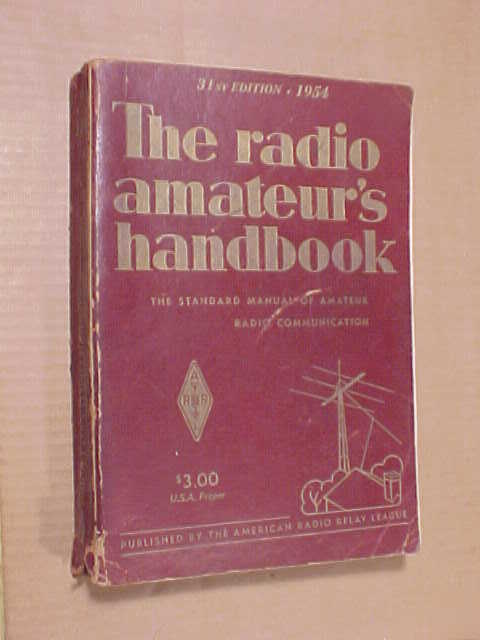 31ST EDITION • 1954
The radio
amateur's
handbook
THE STANDARD MANUAL OF AMATEUR
RADIO COMMUNICATION
A
R R
L
$3.00
U.S.A. Proper
PUBLISHED BY THE AMERICAN RADIO RELAY LEAGUE